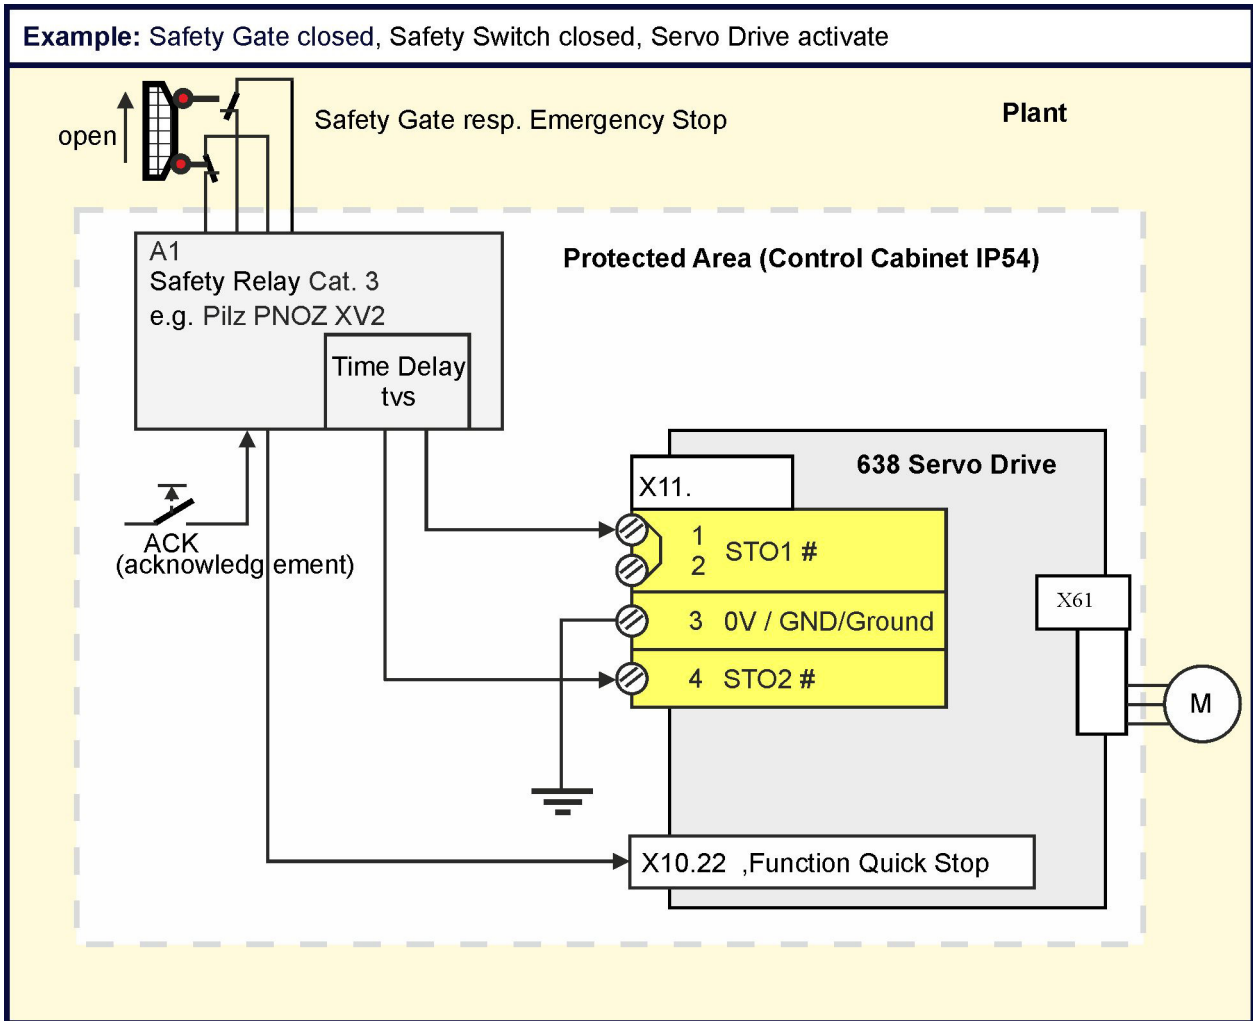 Example: Safety Gate closed, Safety Switch closed, Servo Drive activate
open
Safety Gate resp. Emergency Stop
Plant
A1
Safety Relay Cat. 3
e.g. Pilz PNOZ XV2
Time Delay
tvs
Protected Area (Control Cabinet IP54)
ACK
(acknowledgement)
638 Servo Drive
X11.
1
2
STO1 #
3 0V / GND/Ground
4 STO2 #
X61
M
X10.22 ,Function Quick Stop